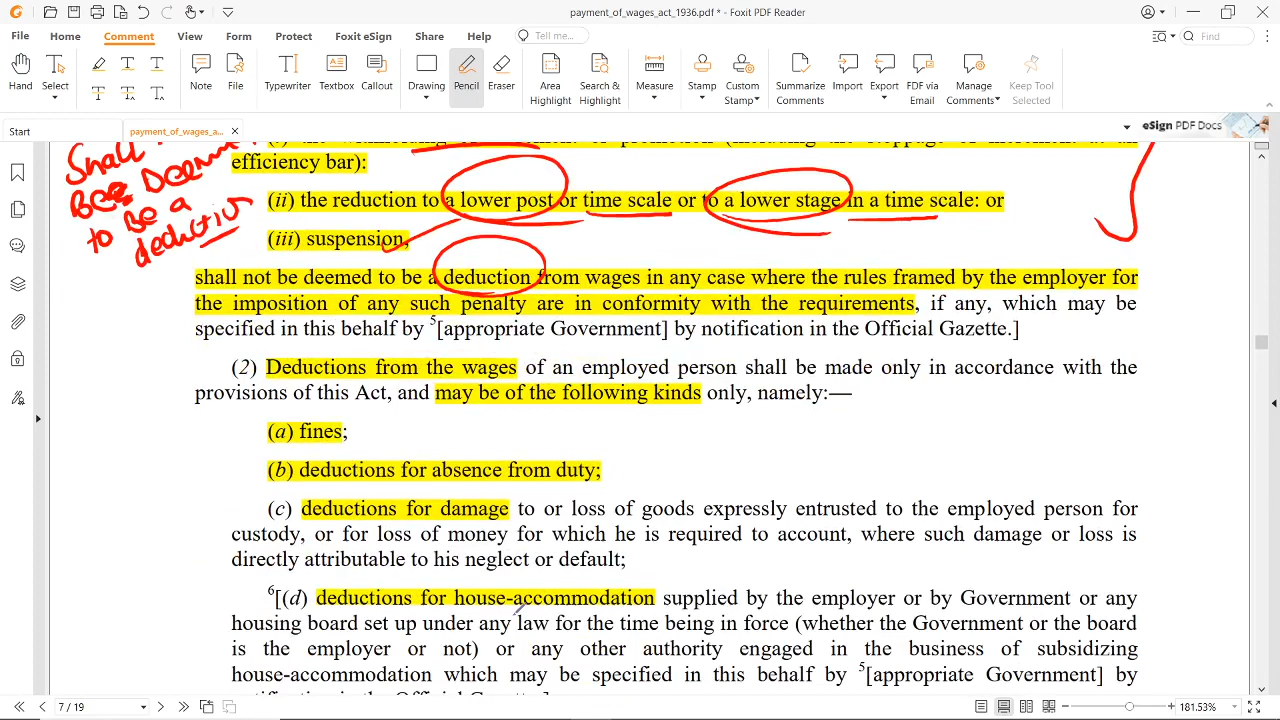 payment_of_wages_act_1936.pdf * - Foxit PDF Reader
File Home Comment View Form Protect Foxit eSign Share Help Tell me... Find
Hand Select Note File Typewriter Textbox Callout Drawing Pencil Eraser Area Highlight Search & Highlight Measure Stamp Custom Stamp Summarize Comments Import Export FDF via Email Manage Comments Keep Tool Selected
Start payment_of_wages_a... eSign PDF Docs
efficiency bar):
Shall
BEE Deemed
to Be a
deduction
(ii) the reduction to a lower post or time scale or to a lower stage in a time scale: or
(iii) suspension,
shall not be deemed to be a deduction from wages in any case where the rules framed by the employer for
the imposition of any such penalty are in conformity with the requirements, if any, which may be
specified in this behalf by 5[appropriate Government] by notification in the Official Gazette.]
(2) Deductions from the wages of an employed person shall be made only in accordance with the
provisions of this Act, and may be of the following kinds only, namely:—
(a) fines;
(b) deductions for absence from duty;
(c) deductions for damage to or loss of goods expressly entrusted to the employed person for
custody, or for loss of money for which he is required to account, where such damage or loss is
directly attributable to his neglect or default;
6[(d) deductions for house-accommodation supplied by the employer or by Government or any
housing board set up under any law for the time being in force (whether the Government or the board
is the employer or not) or any other authority engaged in the business of subsidizing
house-accommodation which may be specified in this behalf by 5[appropriate Government] by
7 / 19 181.53%